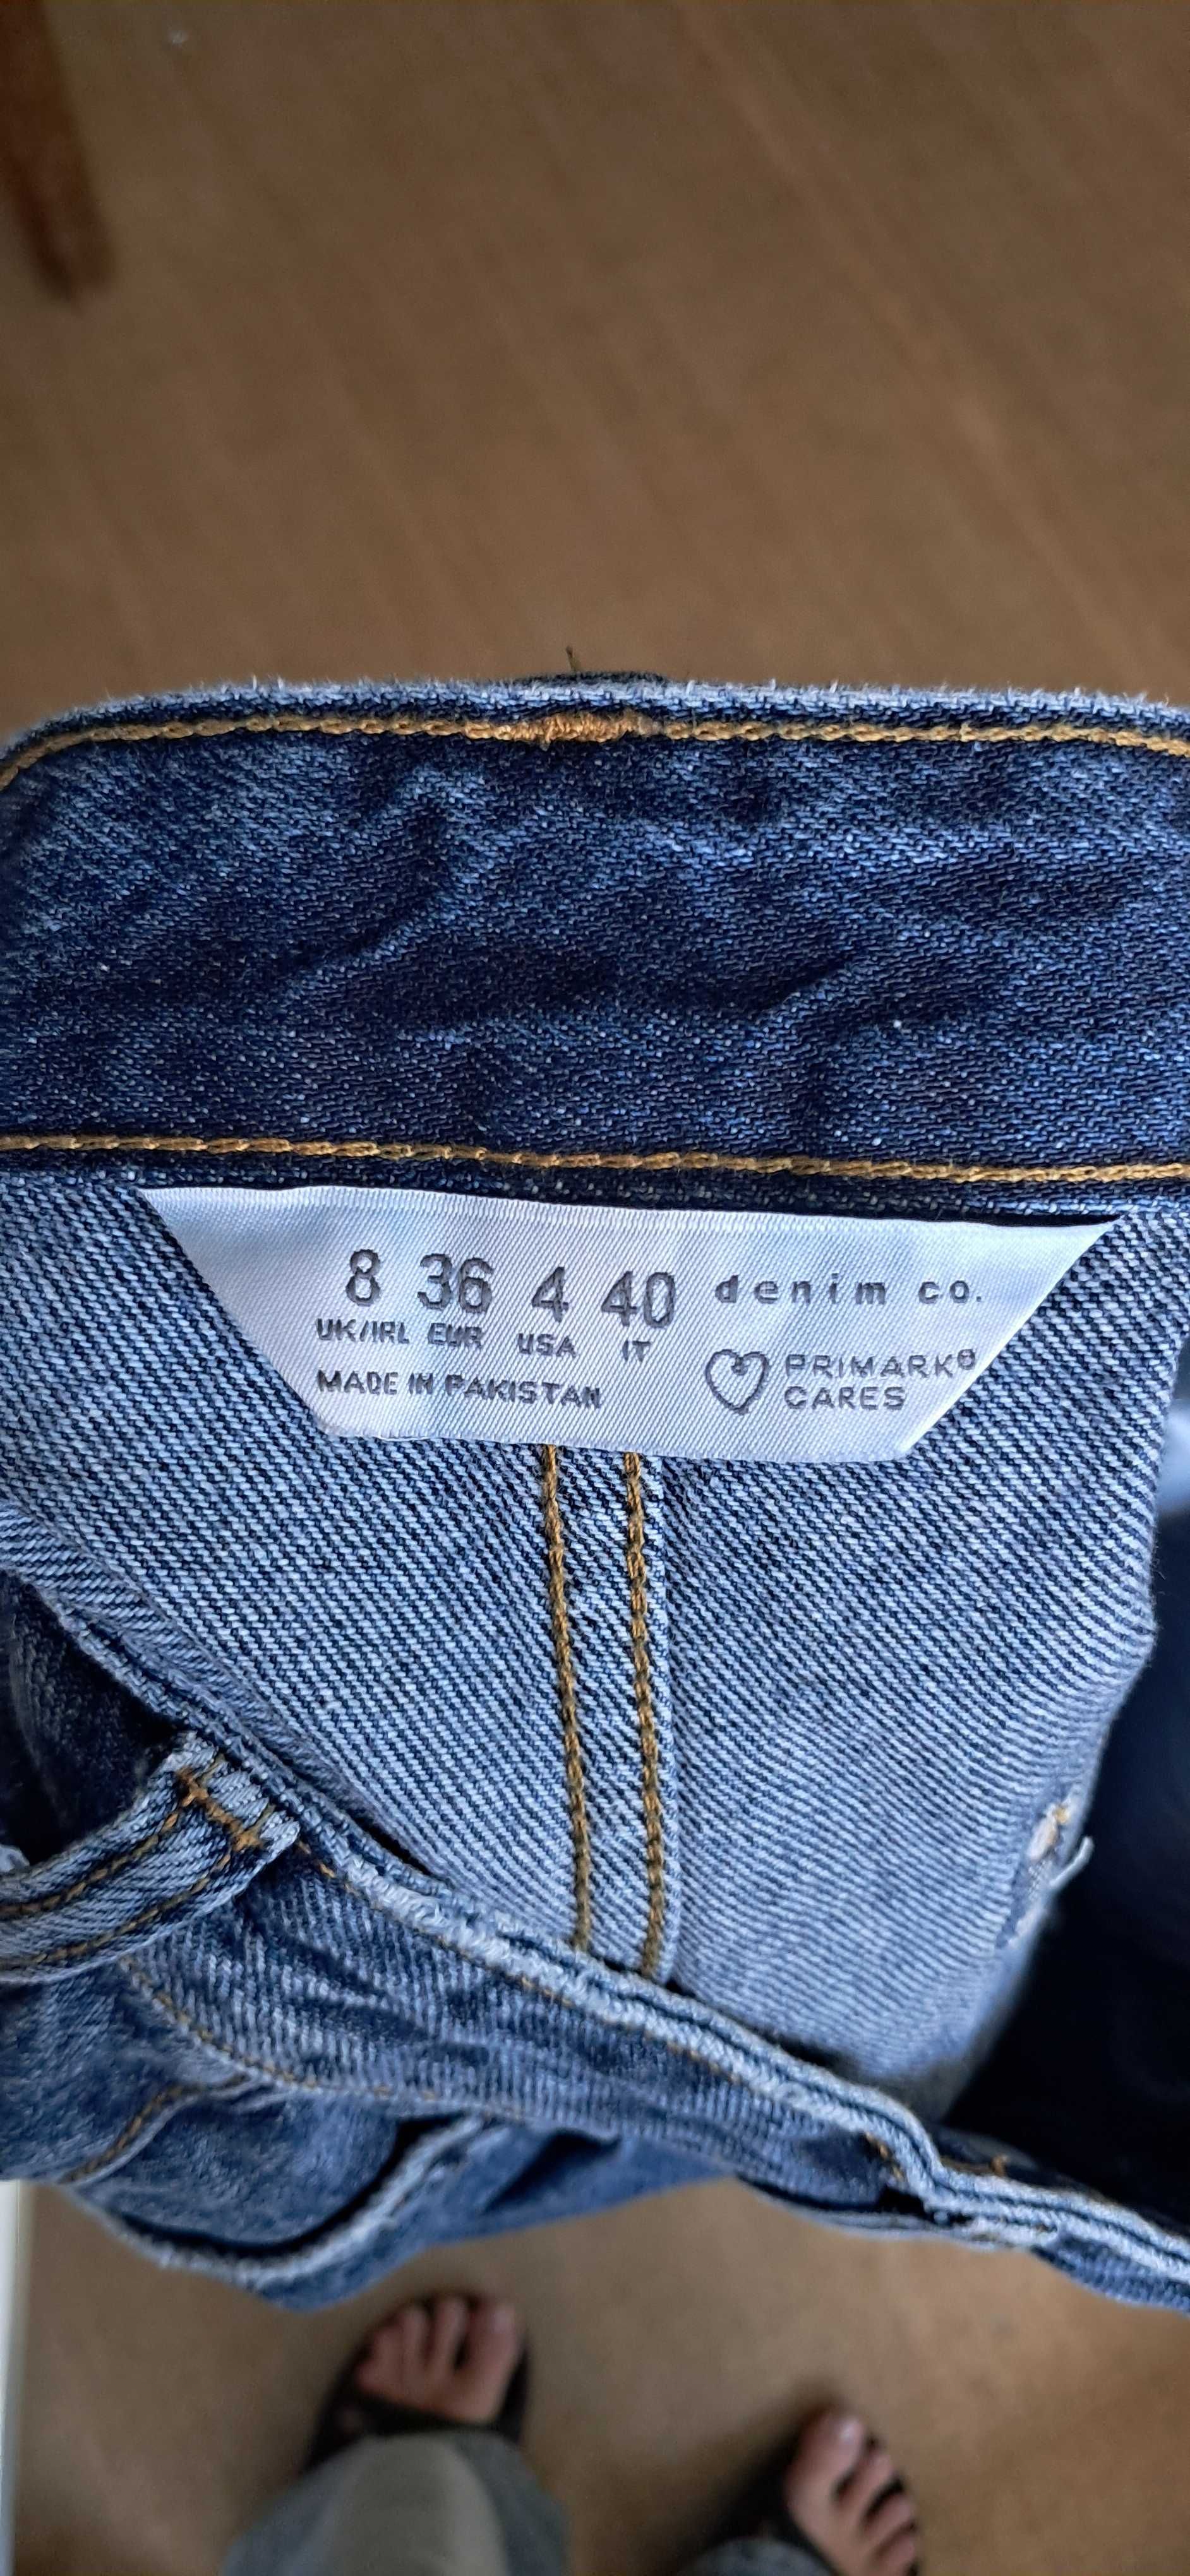 8 36 4 40 denim co.
UK/IRL EUR USA IT
MADE IN PAKISTAN
PRIMARK®
CARES